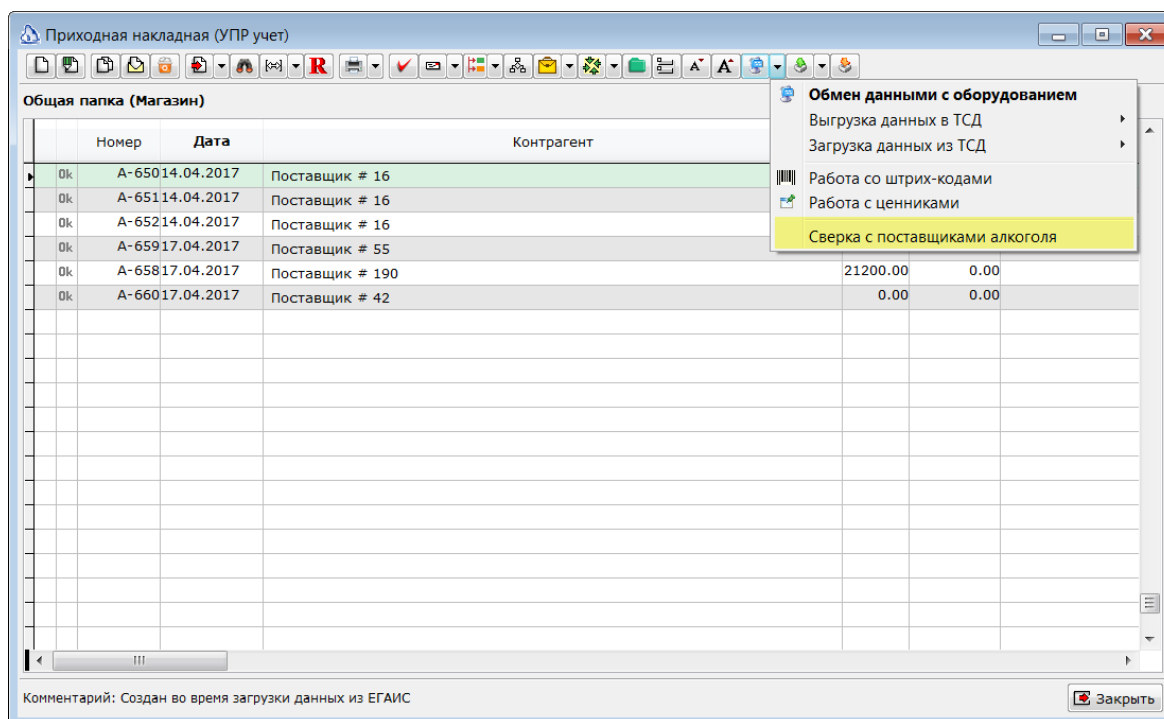 Приходная накладная (УПР учет)
R A A
Общая папка (Магазин)
Обмен данными с оборудованием
Выгрузка данных в ТСД
Загрузка данных из ТСД
Работа со штрих-кодами
Работа с ценниками
Сверка с поставщиками алкоголя
Номер Дата Контрагент
Ok А-650 14.04.2017 Поставщик # 16
Ok А-651 14.04.2017 Поставщик # 16
Ok А-652 14.04.2017 Поставщик # 16
Ok А-659 17.04.2017 Поставщик # 55
Ok А-658 17.04.2017 Поставщик # 190 21200.00 0.00
Ok А-660 17.04.2017 Поставщик # 42 0.00 0.00
Комментарий: Создан во время загрузки данных из ЕГАИС
Закрыть